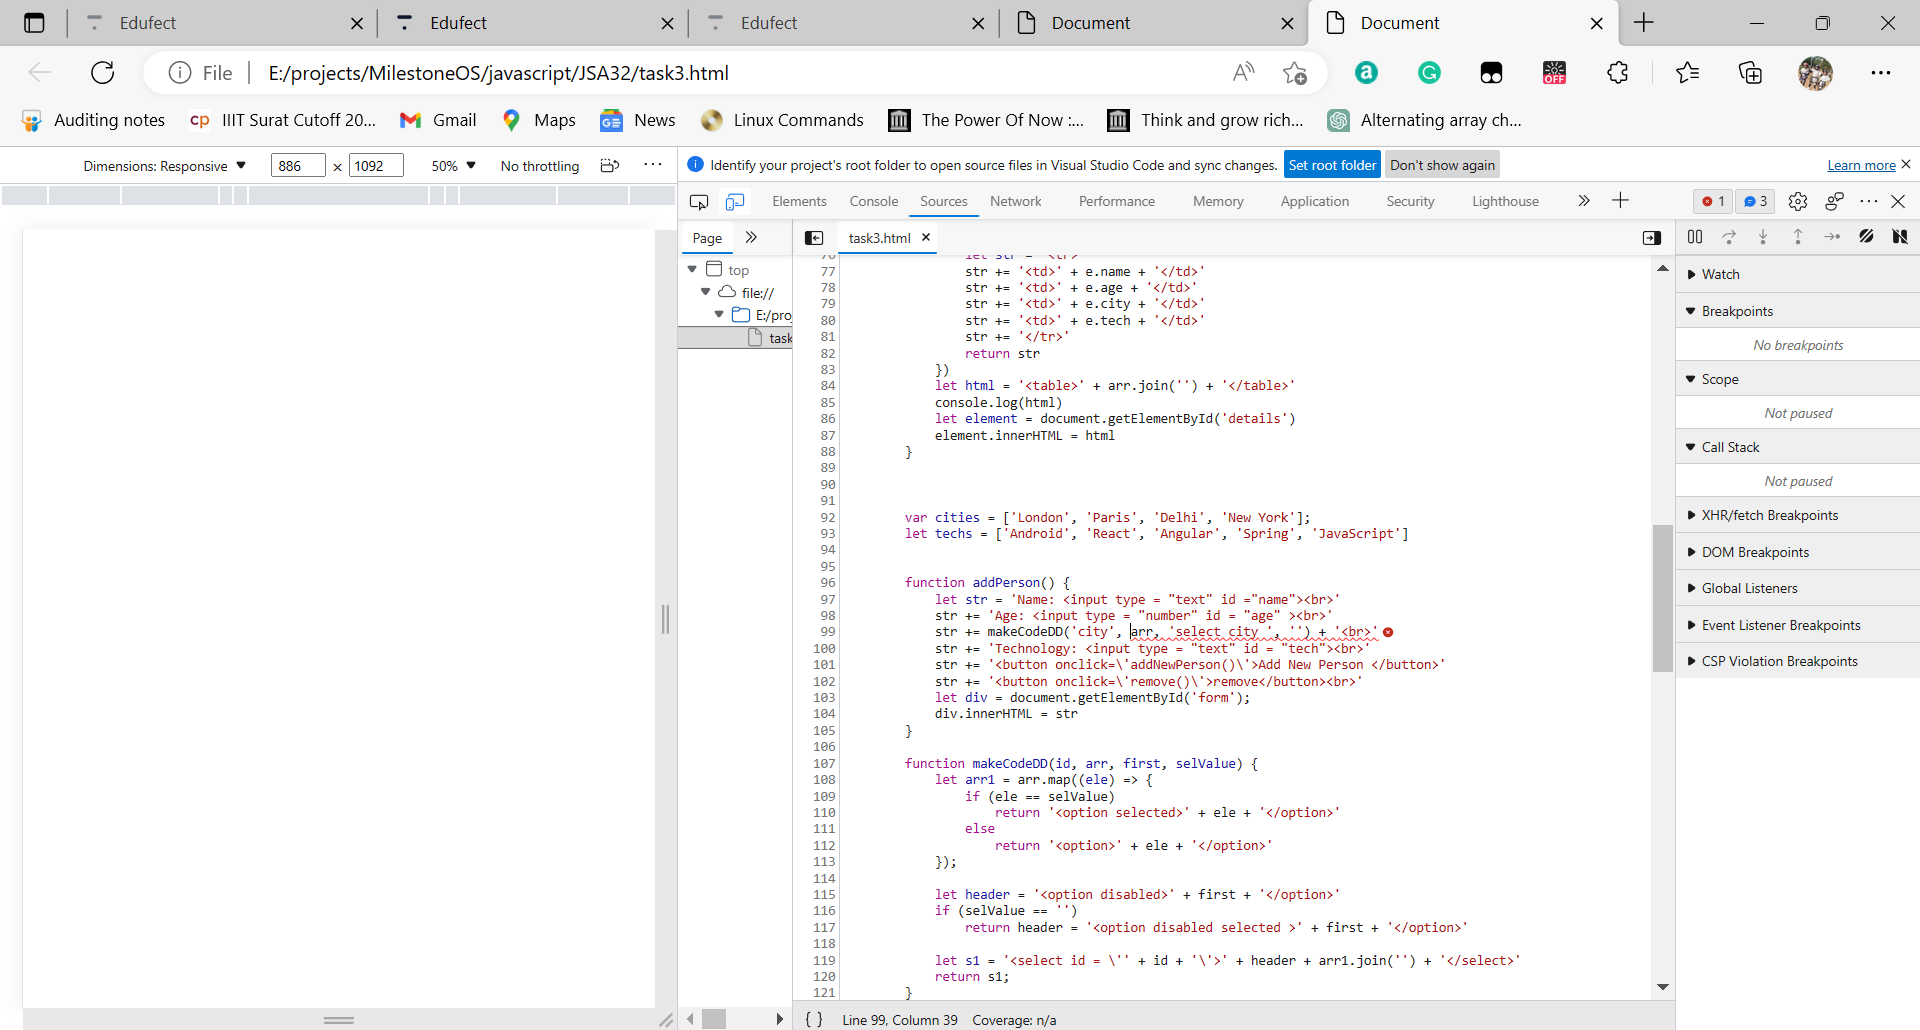 Edufect
Edufect
Edufect
Document
Document
File
E:/projects/MilestoneOS/javascript/JSA32/task3.html
A
a
G
OFF
Auditing notes
cp IIIT Surat Cutoff 20...
Gmail
Maps
News
Linux Commands
The Power Of Now :...
Think and grow rich...
Alternating array ch...
Dimensions: Responsive
886 x 1092
50%
No throttling
Identify your project's root folder to open source files in Visual Studio Code and sync changes.
Set root folder
Don't show again
Learn more
Elements
Console
Sources
Network
Performance
Memory
Application
Security
Lighthouse
1
3
Page
task3.html
top
file://
E:/pro
task
76 let str = '<tr>'
77 str += '<td>' + e.name + '</td>'
78 str += '<td>' + e.age + '</td>'
79 str += '<td>' + e.city + '</td>'
80 str += '<td>' + e.tech + '</td>'
81 str += '</tr>'
82 return str
83 })
84 let html = '<table>' + arr.join('') + '</table>'
85 console.log(html)
86 let element = document.getElementById('details')
87 element.innerHTML = html
88 }
89
90
91
92 var cities = ['London', 'Paris', 'Delhi', 'New York'];
93 let techs = ['Android', 'React', 'Angular', 'Spring', 'JavaScript']
94
95
96 function addPerson() {
97 let str = 'Name: <input type = "text" id ="name"><br>'
98 str += 'Age: <input type = "number" id = "age" ><br>'
99 str += makeCodeDD('city', arr, 'select city ', '') + '<br>'
100 str += 'Technology: <input type = "text" id = "tech"><br>'
101 str += '<button onclick=\'addNewPerson()\'>Add New Person </button>'
102 str += '<button onclick=\'remove()\'>remove</button><br>'
103 let div = document.getElementById('form');
104 div.innerHTML = str
105 }
106
107 function makeCodeDD(id, arr, first, selValue) {
108 let arr1 = arr.map((ele) => {
109 if (ele == selValue)
110 return '<option selected>' + ele + '</option>'
111 else
112 return '<option>' + ele + '</option>'
113 });
114
115 let header = '<option disabled>' + first + '</option>'
116 if (selValue == '')
117 return header = '<option disabled selected >' + first + '</option>'
118
119 let s1 = '<select id = \'' + id + '\'>' + header + arr1.join('') + '</select>'
120 return s1;
121 }
{ } Line 99, Column 39 Coverage: n/a
Watch
Breakpoints
No breakpoints
Scope
Not paused
Call Stack
Not paused
XHR/fetch Breakpoints
DOM Breakpoints
Global Listeners
Event Listener Breakpoints
CSP Violation Breakpoints